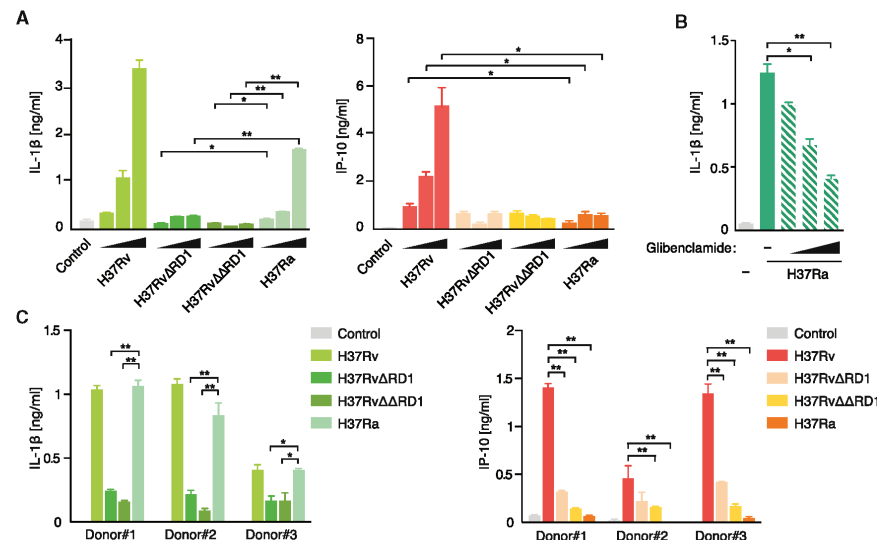 A
IL-1β [ng/ml]
4
3
2
1
0
** 
**
*
**
*
Control
H37Rv
H37RvΔRD1
H37RvΔΔRD1
H37Ra
IP-10 [ng/ml]
8
6
4
2
0
*
*
*
Control
H37Rv
H37RvΔRD1
H37RvΔΔRD1
H37Ra
B
IL-1β [ng/ml]
1.5
1
0.5
0
**
*
Glibenclamide: –
– H37Ra
C
IL-1β [ng/ml]
1.5
1
0.5
0
**
**
**
**
*
*
Donor#1 Donor#2 Donor#3
Control
H37Rv
H37RvΔRD1
H37RvΔΔRD1
H37Ra
IP-10 [ng/ml]
2
1.5
1
0.5
0
**
**
**
**
**
**
**
**
Donor#1 Donor#2 Donor#3
Control
H37Rv
H37RvΔRD1
H37RvΔΔRD1
H37Ra